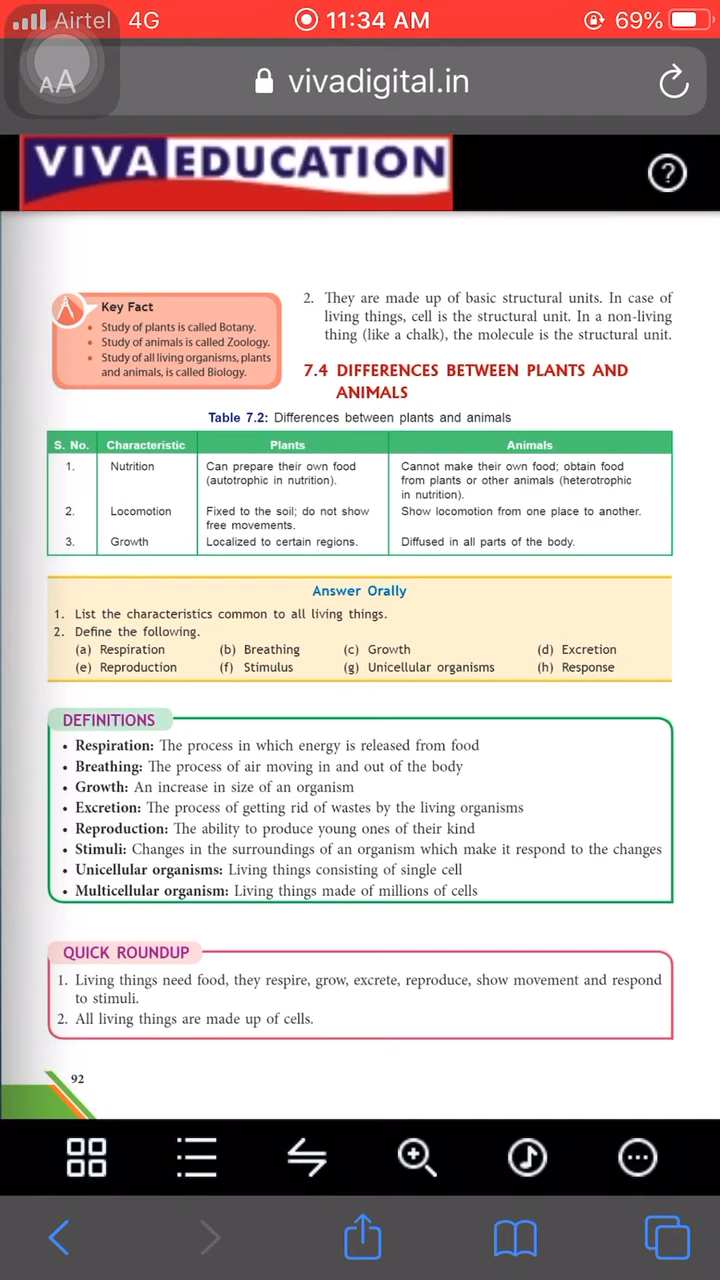 Airtel 4G 11:34 AM 69%
AA vivadigital.in
VIVA EDUCATION
?
Key Fact
• Study of plants is called Botany.
• Study of animals is called Zoology.
• Study of all living organisms, plants
and animals, is called Biology.
2. They are made up of basic structural units. In case of
living things, cell is the structural unit. In a non-living
thing (like a chalk), the molecule is the structural unit.
7.4 DIFFERENCES BETWEEN PLANTS AND
ANIMALS
Table 7.2: Differences between plants and animals
S. No. Characteristic Plants Animals
1. Nutrition Can prepare their own food Cannot make their own food; obtain food
(autotrophic in nutrition). from plants or other animals (heterotrophic
in nutrition).
2. Locomotion Fixed to the soil; do not show Show locomotion from one place to another.
free movements.
3. Growth Localized to certain regions. Diffused in all parts of the body.
Answer Orally
1. List the characteristics common to all living things.
2. Define the following.
(a) Respiration (b) Breathing (c) Growth (d) Excretion
(e) Reproduction (f) Stimulus (g) Unicellular organisms (h) Response
DEFINITIONS
• Respiration: The process in which energy is released from food
• Breathing: The process of air moving in and out of the body
• Growth: An increase in size of an organism
• Excretion: The process of getting rid of wastes by the living organisms
• Reproduction: The ability to produce young ones of their kind
• Stimuli: Changes in the surroundings of an organism which make it respond to the changes
• Unicellular organisms: Living things consisting of single cell
• Multicellular organism: Living things made of millions of cells
QUICK ROUNDUP
1. Living things need food, they respire, grow, excrete, reproduce, show movement and respond
to stimuli.
2. All living things are made up of cells.
92